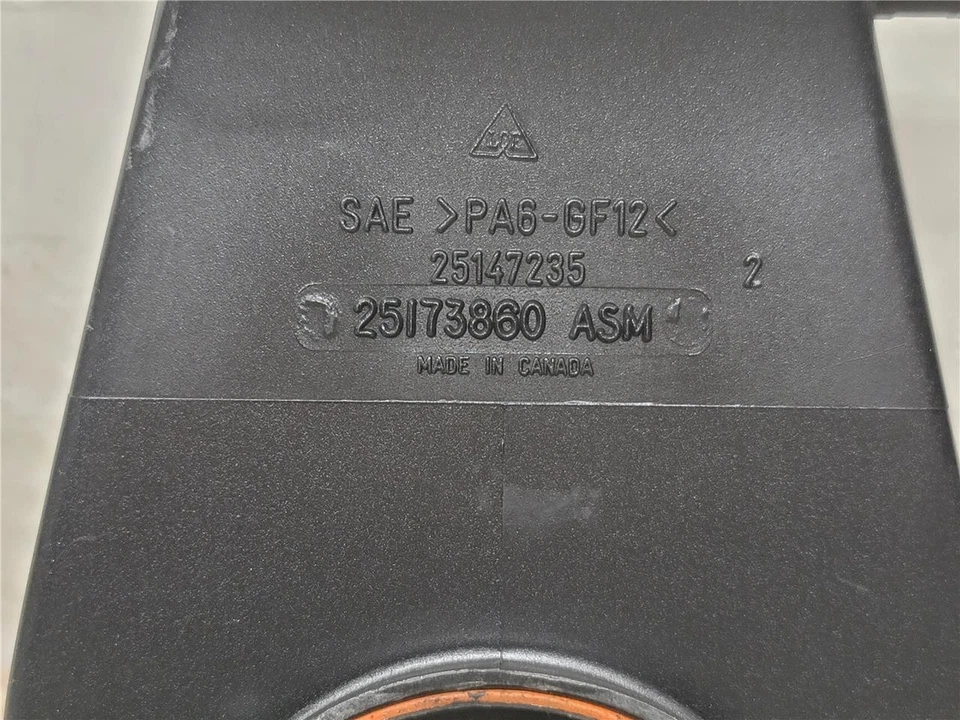 SAE >PA6-GF12<
25147235 2
25173860 ASM
MADE IN CANADA